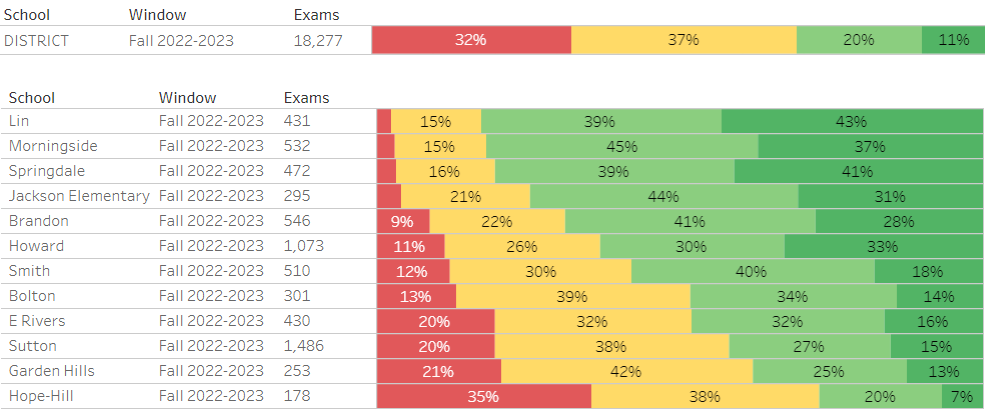 School Window Exams
DISTRICT Fall 2022-2023 18,277 32% 37% 20% 11%
School Window Exams
Lin Fall 2022-2023 431 15% 39% 43%
Morningside Fall 2022-2023 532 15% 45% 37%
Springdale Fall 2022-2023 472 16% 39% 41%
Jackson Elementary Fall 2022-2023 295 21% 44% 31%
Brandon Fall 2022-2023 546 9% 22% 41% 28%
Howard Fall 2022-2023 1,073 11% 26% 30% 33%
Smith Fall 2022-2023 510 12% 30% 40% 18%
Bolton Fall 2022-2023 301 13% 39% 34% 14%
E Rivers Fall 2022-2023 430 20% 32% 32% 16%
Sutton Fall 2022-2023 1,486 20% 38% 27% 15%
Garden Hills Fall 2022-2023 253 21% 42% 25% 13%
Hope-Hill Fall 2022-2023 178 35% 38% 20% 7%